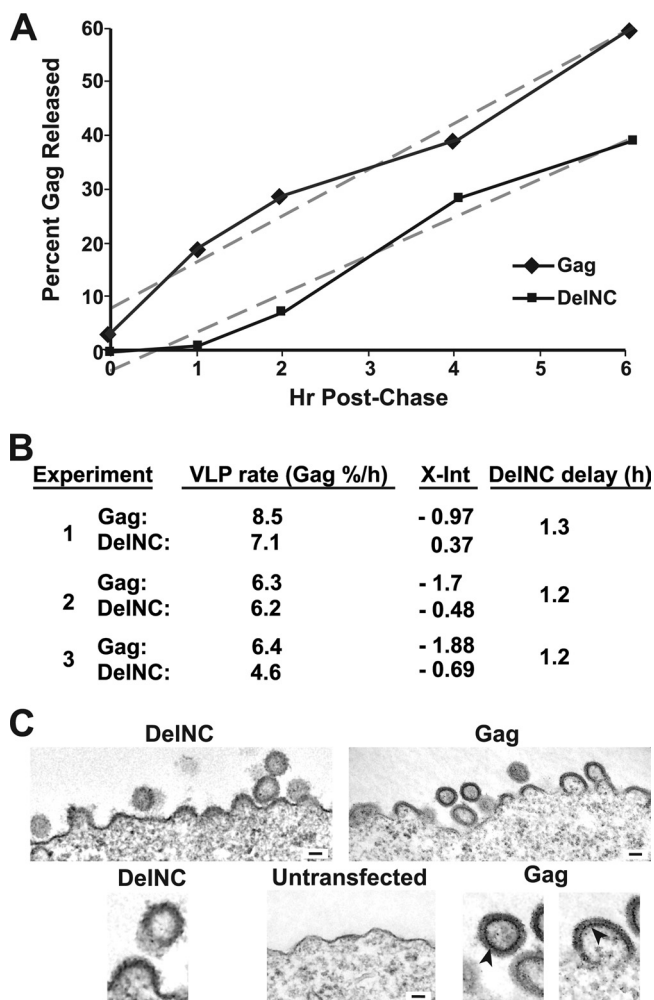 A
60
50
40
30
20
10
0
Percent Gag Released
Gag
DelNC
0 1 2 3 4 5 6
Hr Post-Chase
B
Experiment VLP rate (Gag %/h) X-Int DelNC delay (h)
1 Gag: 8.5 - 0.97 1.3
DelNC: 7.1 0.37
2 Gag: 6.3 - 1.7 1.2
DelNC: 6.2 - 0.48
3 Gag: 6.4 - 1.88 1.2
DelNC: 4.6 - 0.69
C
DelNC Gag
DelNC Untransfected Gag